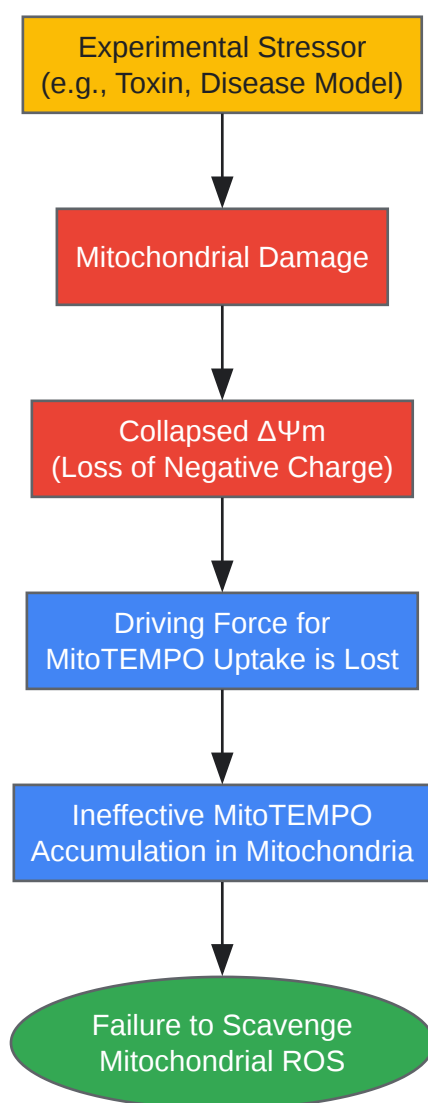 Experimental Stressor
(e.g., Toxin, Disease Model)
Mitochondrial Damage
Collapsed ΔΨm
(Loss of Negative Charge)
Driving Force for
MitoTEMPO Uptake is Lost
Ineffective MitoTEMPO
Accumulation in Mitochondria
Failure to Scavenge
Mitochondrial ROS